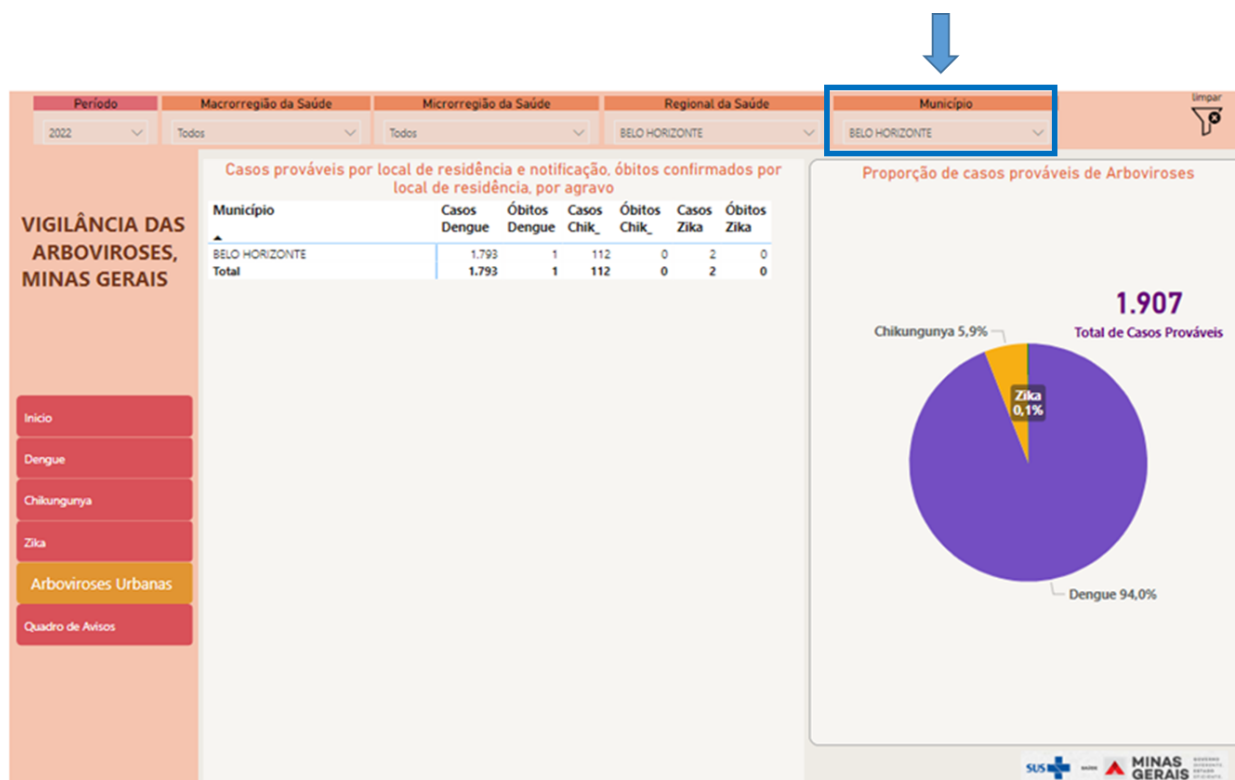 limpar
Período
Macrorregião da Saúde
Microrregião da Saúde
Regional da Saúde
Município
2022
Todos
Todos
BELO HORIZONTE
BELO HORIZONTE
VIGILÂNCIA DAS
ARBOVIROSES,
MINAS GERAIS
Casos prováveis por local de residência e notificação, óbitos confirmados por
local de residência, por agravo
Município Casos Óbitos Casos Óbitos Casos Óbitos
Dengue Dengue Chik_ Chik_ Zika Zika
BELO HORIZONTE 1.793 1 112 0 2 0
Total 1.793 1 112 0 2 0
Inicio
Dengue
Chikungunya
Zika
Arboviroses Urbanas
Quadro de Avisos
Proporção de casos prováveis de Arboviroses
1.907
Total de Casos Prováveis
Chikungunya 5,9%
Zika
0,1%
Dengue 94,0%
SUS
MINAS
GERAIS